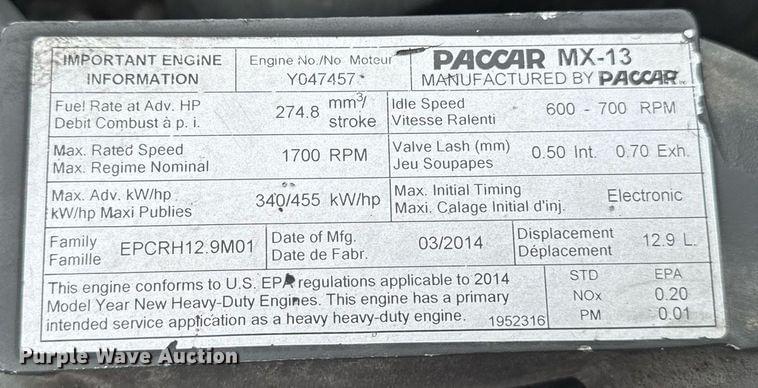 IMPORTANT ENGINE
INFORMATION
Engine No./No Moteur
Y047457
PACCAR MX-13
MANUFACTURED BY PACCAR
Fuel Rate at Adv. HP
Debit Combust à p. i.
274.8 mm3/
stroke
Idle Speed
Vitesse Ralenti
600 - 700 RPM
Max. Rated Speed
Max. Regime Nominal
1700 RPM
Valve Lash (mm)
Jeu Soupapes
0.50 Int. 0.70 Exh.
Max. Adv. kW/hp
kW/hp Maxi Publies
340/455 kW/hp
Max. Initial Timing
Maxi. Calage Initial d'inj.
Electronic
Family
Famille
EPCRH12.9M01
Date of Mfg.
Date de Fabr.
03/2014
Displacement
Déplacement
12.9 L.
This engine conforms to U.S. EPA regulations applicable to 2014
Model Year New Heavy-Duty Engines. This engine has a primary
intended service application as a heavy heavy-duty engine. 1952316
STD EPA
NOx 0.20
PM 0.01
Purple Wave Auction